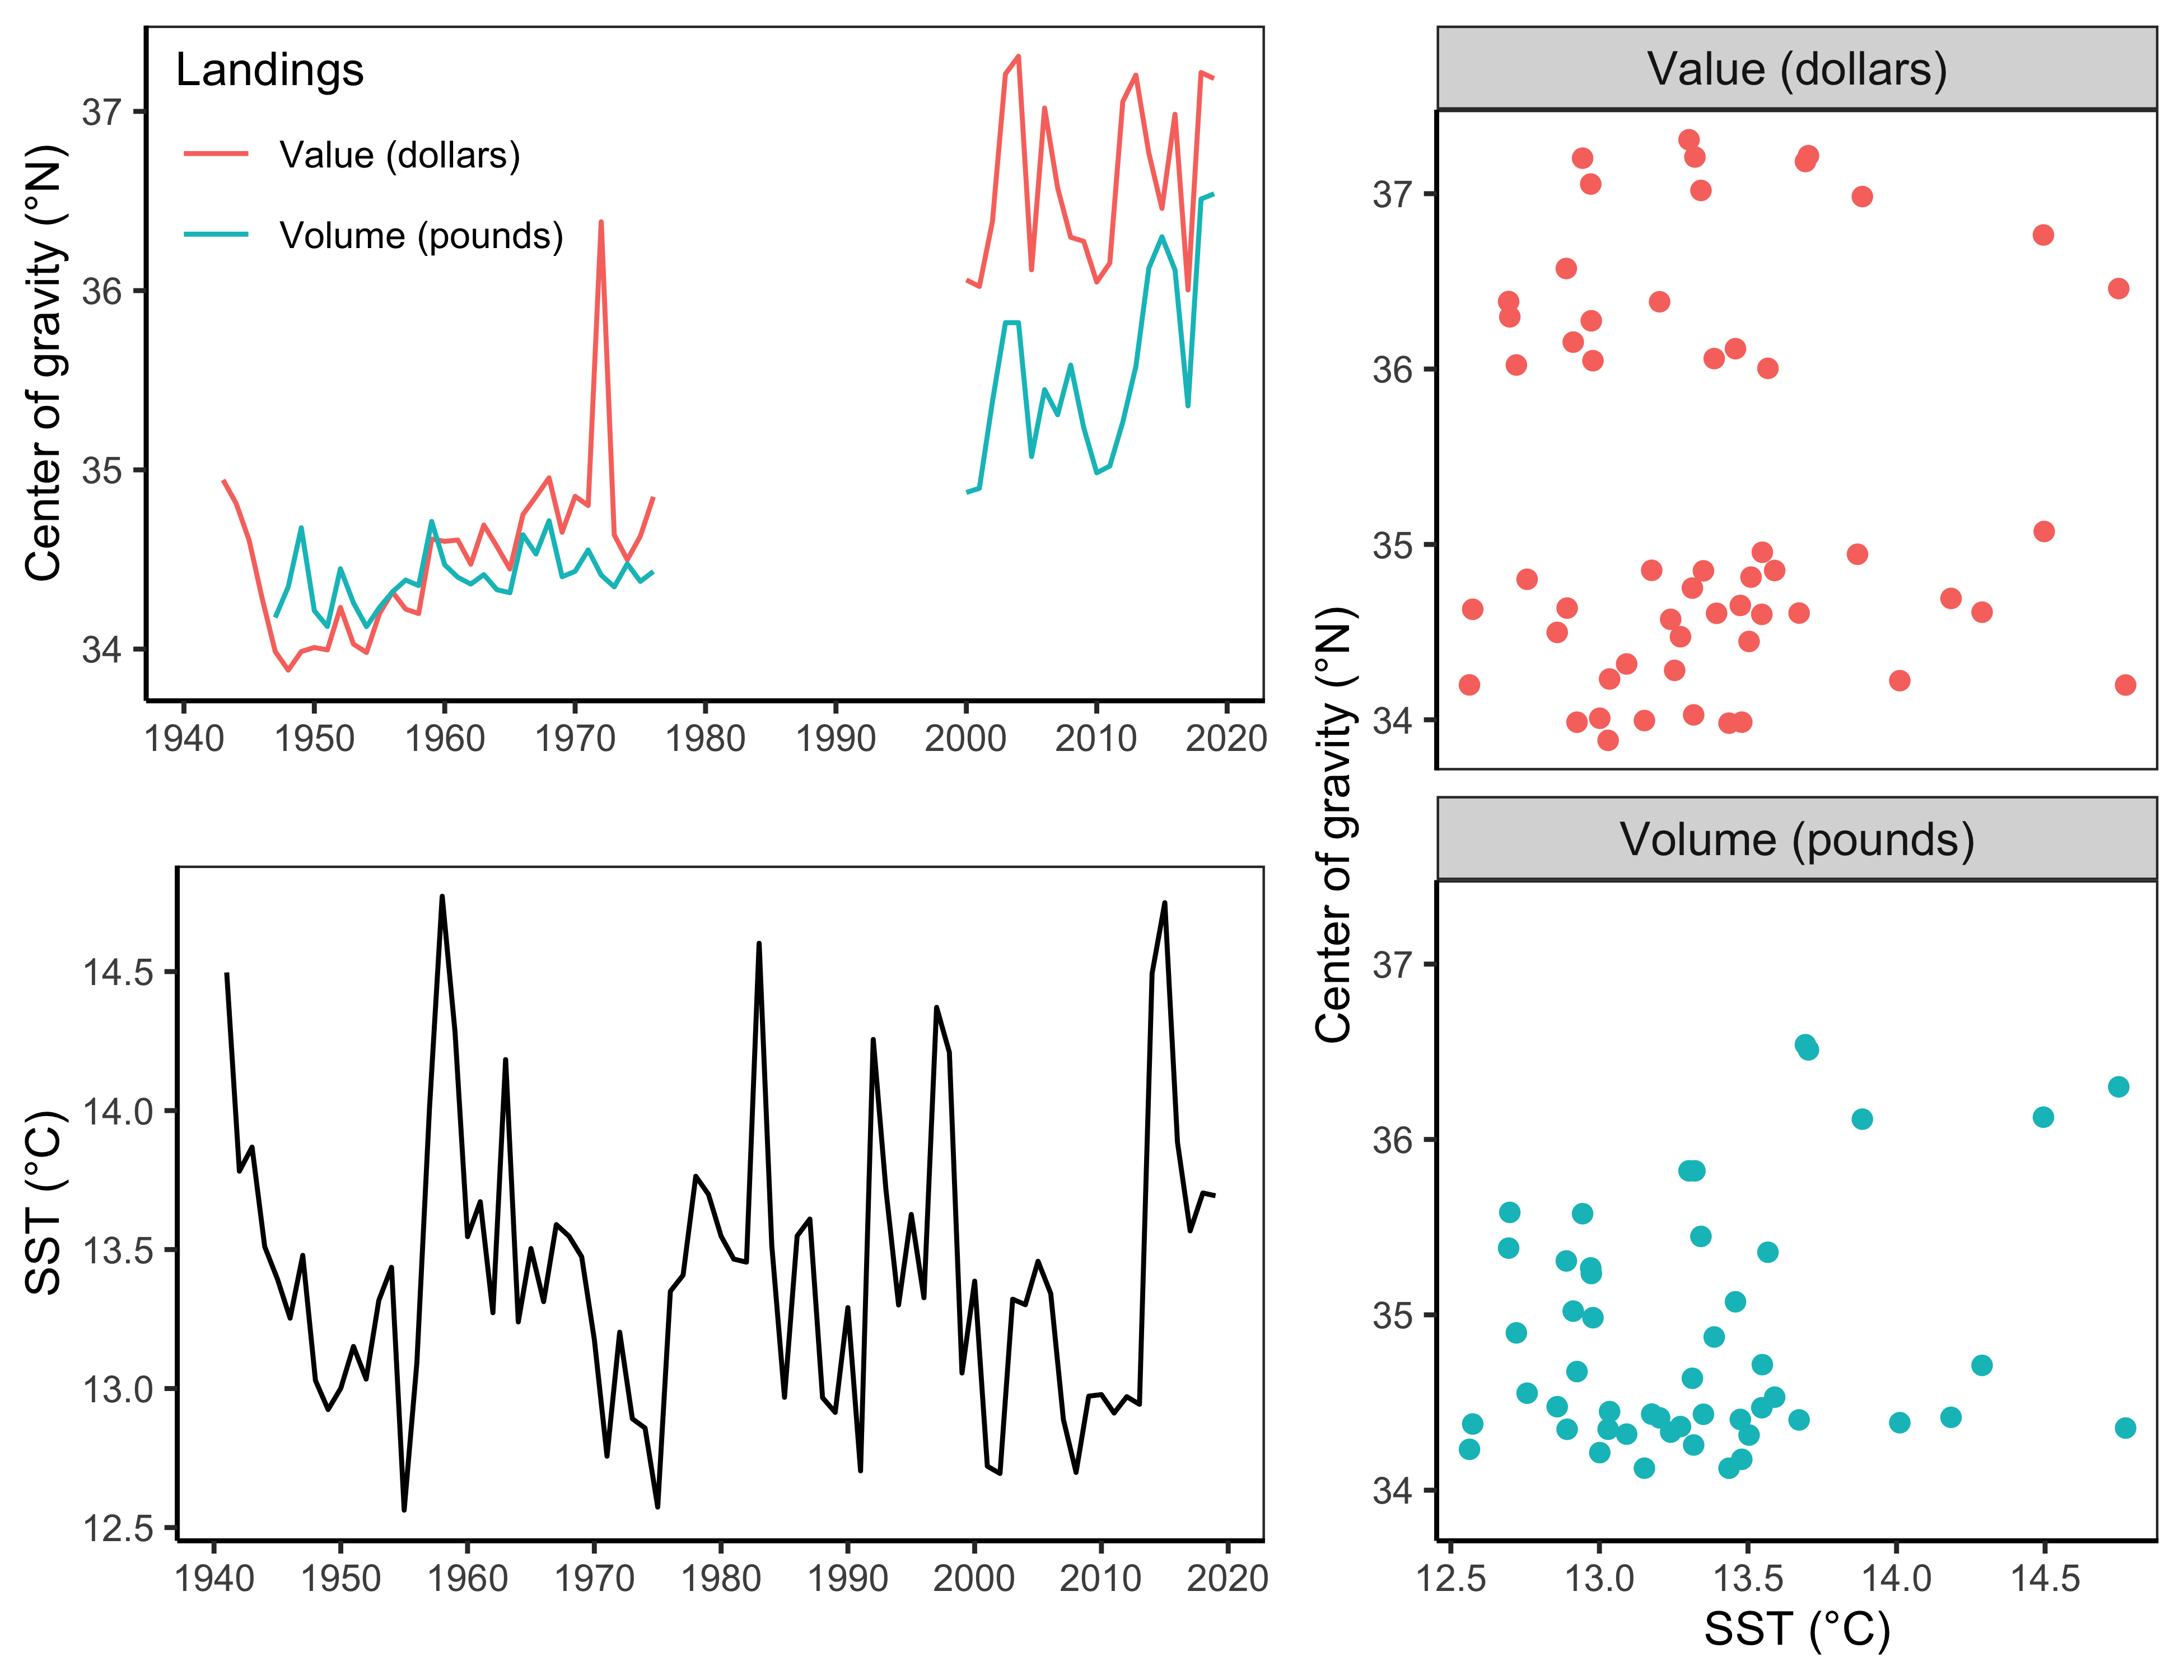 Landings
Value (dollars)
Volume (pounds)
Center of gravity (°N)
37
36
35
34
1940 1950 1960 1970 1980 1990 2000 2010 2020
SST (°C)
14.5
14.0
13.5
13.0
12.5
1940 1950 1960 1970 1980 1990 2000 2010 2020
Center of gravity (°N)
Value (dollars)
37
36
35
34
Volume (pounds)
37
36
35
34
12.5 13.0 13.5 14.0 14.5
SST (°C)